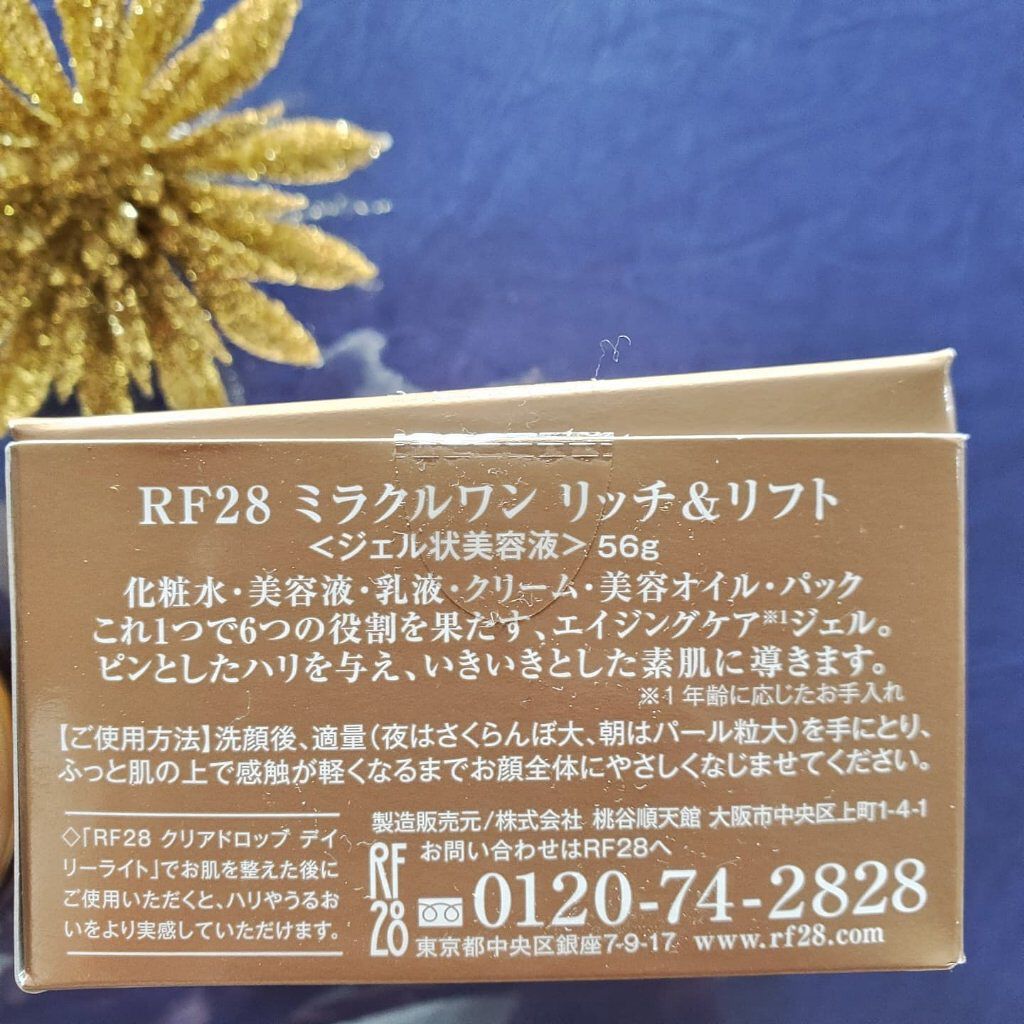 RF28 ミラクルワン リッチ&リフト
<ジェル状美容液> 56g
化粧水・美容液・乳液・クリーム・美容オイル・パック
これ1つで6つの役割を果たす、エイジングケア※1ジェル。
ピンとしたハリを与え、いきいきとした素肌に導きます。
※1 年齢に応じたお手入れ
【ご使用方法】洗顔後、適量(夜はさくらんぼ大、朝はパール粒大)を手にとり、
ふっと肌の上で感触が軽くなるまでお顔全体にやさしくなじませてください。
◇「RF28 クリアドロップ デイ
リーライト」でお肌を整えた後に
ご使用いただくと、ハリやうるお
いをより実感していただけます。
製造販売元/株式会社 桃谷順天館 大阪市中央区上町1-4-1
RF
28
お問い合わせはRF28へ
0120-74-2828
東京都中央区銀座7-9-17 www.rf28.com